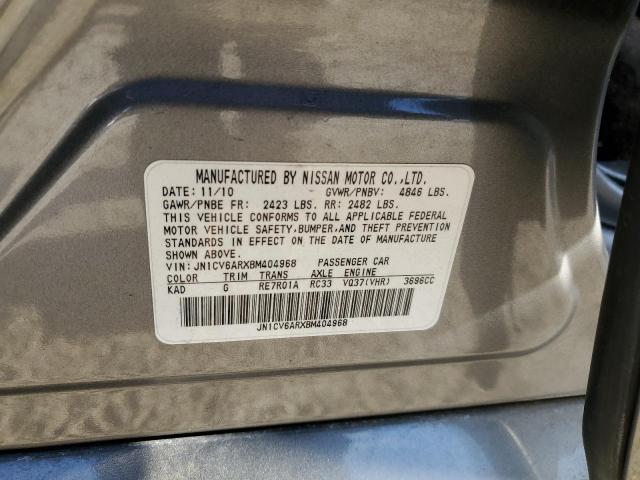 MANUFACTURED BY NISSAN MOTOR CO.,LTD.
DATE: 11/10 GVWR/PNBV: 4846 LBS.
GAWR/PNBE FR: 2423 LBS. RR: 2482 LBS.
THIS VEHICLE CONFORMS TO ALL APPLICABLE FEDERAL
MOTOR VEHICLE SAFETY,BUMPER,AND THEFT PREVENTION
STANDARDS IN EFFECT ON THE DATE OF MANUFACTURE
SHOWN ABOVE.
VIN: JN1CV6ARXBM404968 PASSENGER CAR
COLOR TRIM TRANS AXLE ENGINE
KAD G RE7R01A RC33 VQ37(VHR) 3696CC
JN1CV6ARXBM404968